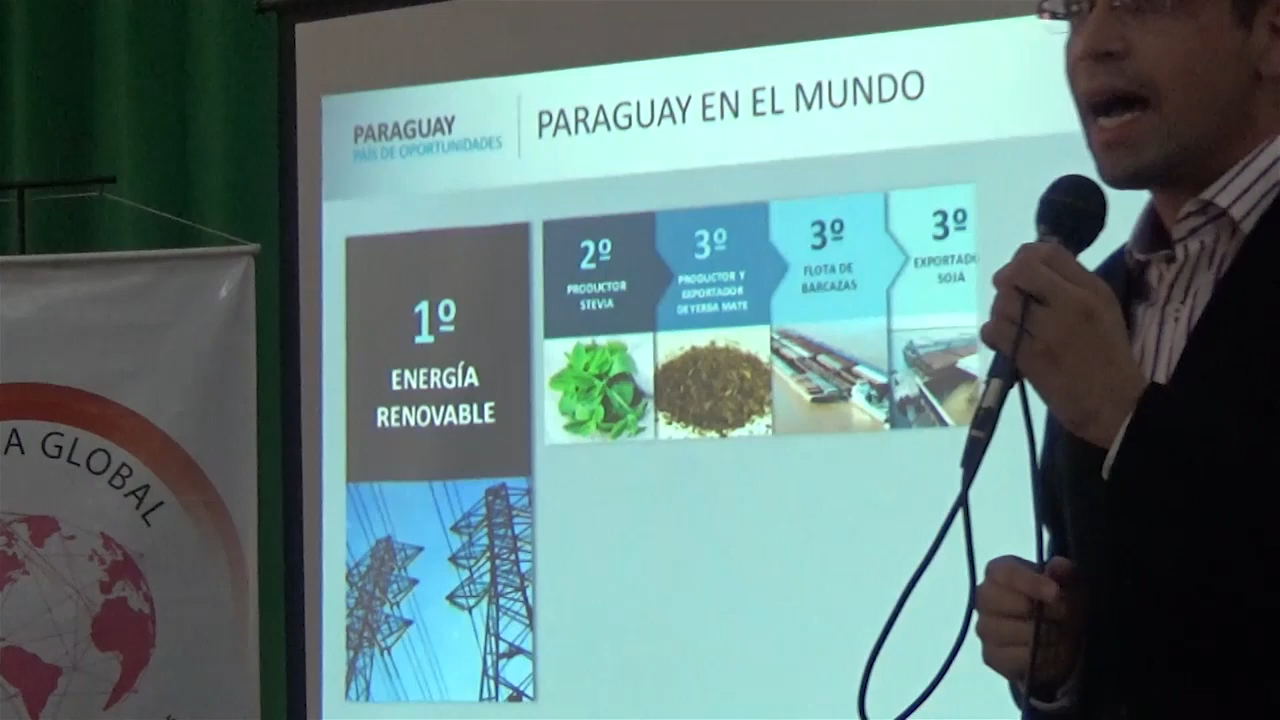 PARAGUAY
PAÍS DE OPORTUNIDADES
PARAGUAY EN EL MUNDO
1º
ENERGÍA
RENOVABLE
2º
PRODUCTOR
STEVIA
3º
PRODUCTOR Y
EXPORTADOR
DE YERBA MATE
3º
FLOTA DE
BARCAZAS
3º
EXPORTAD
SOJA
A GLOBAL